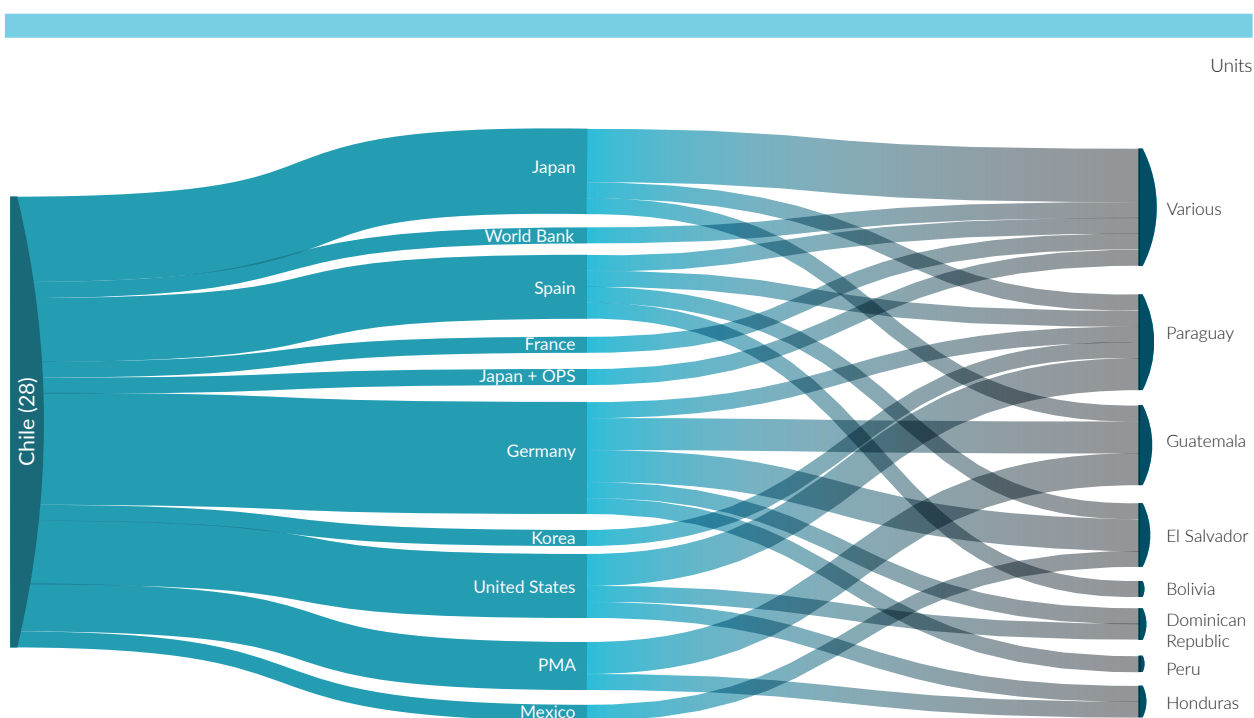 Units
Chile (28)
Japan
World Bank
Spain
France
Japan + OPS
Germany
Korea
United States
PMA
Mexico
Various
Paraguay
Guatemala
El Salvador
Bolivia
Dominican
Republic
Peru
Honduras